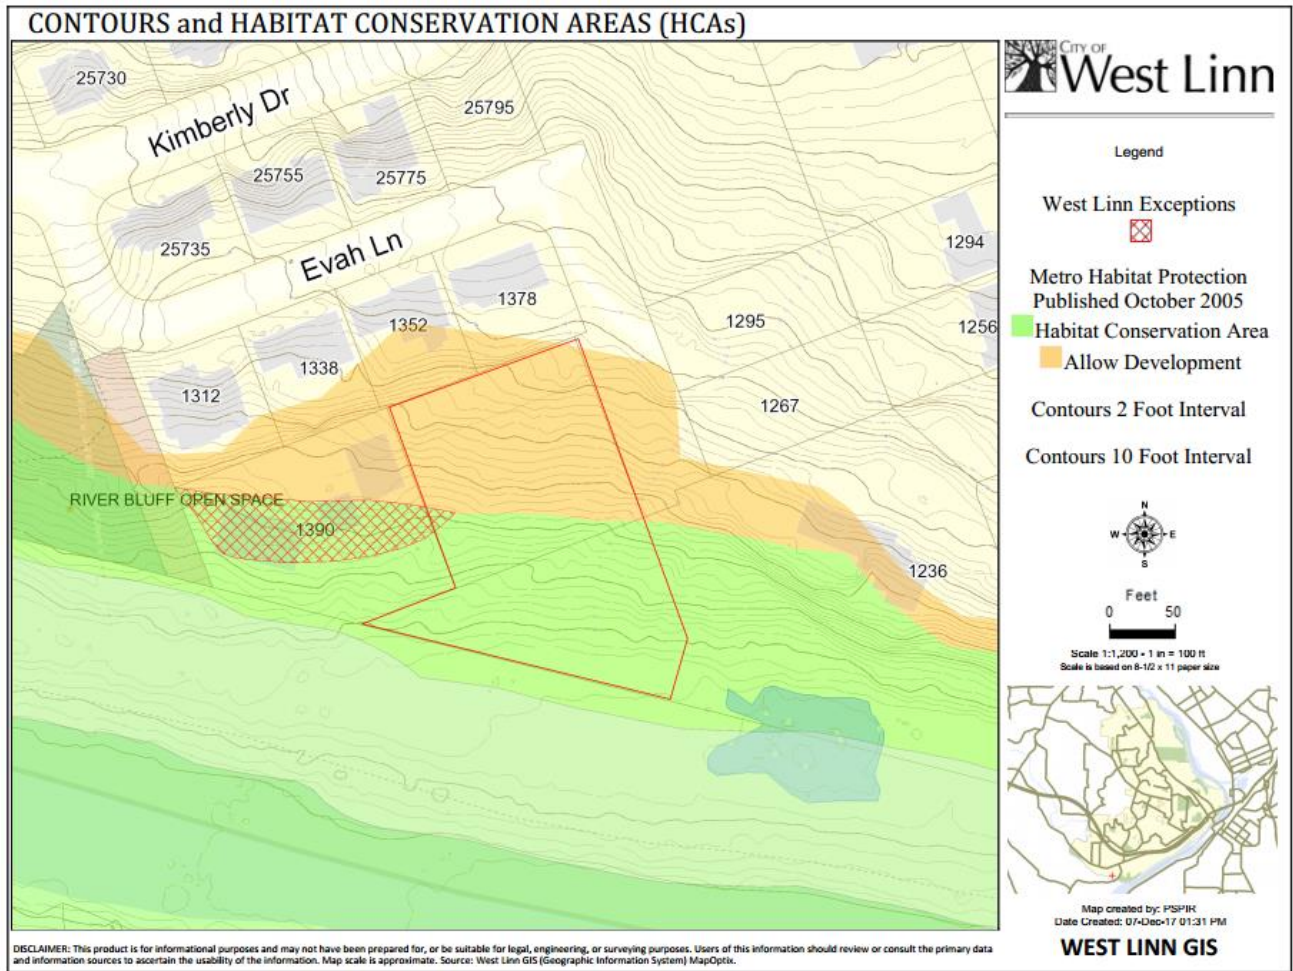 CONTOURS and HABITAT CONSERVATION AREAS (HCAs)
25730
Kimberly Dr
25795
25755
25775
25735
Evah Ln
1294
1378
1295
1352
1256
1338
1312
1267
RIVER BLUFF OPEN SPACE
1390
1236
CITY OF
West Linn
Legend
West Linn Exceptions
Metro Habitat Protection
Published October 2005
Habitat Conservation Area
Allow Development
Contours 2 Foot Interval
Contours 10 Foot Interval
N
W E
S
Feet
0 50
Scale 1:1,200 - 1 in = 100 ft
Scale is based on 8-1/2 x 11 paper size
Map created by: PSPIR
Date Created: 07-Dec-17 01:31 PM
WEST LINN GIS
DISCLAIMER: This product is for informational purposes and may not have been prepared for, or be suitable for legal, engineering, or surveying purposes. Users of this information should review or consult the primary data
and information sources to ascertain the usability of the information. Map scale is approximate. Source: West Linn GIS (Geographic Information System) MapOptix.